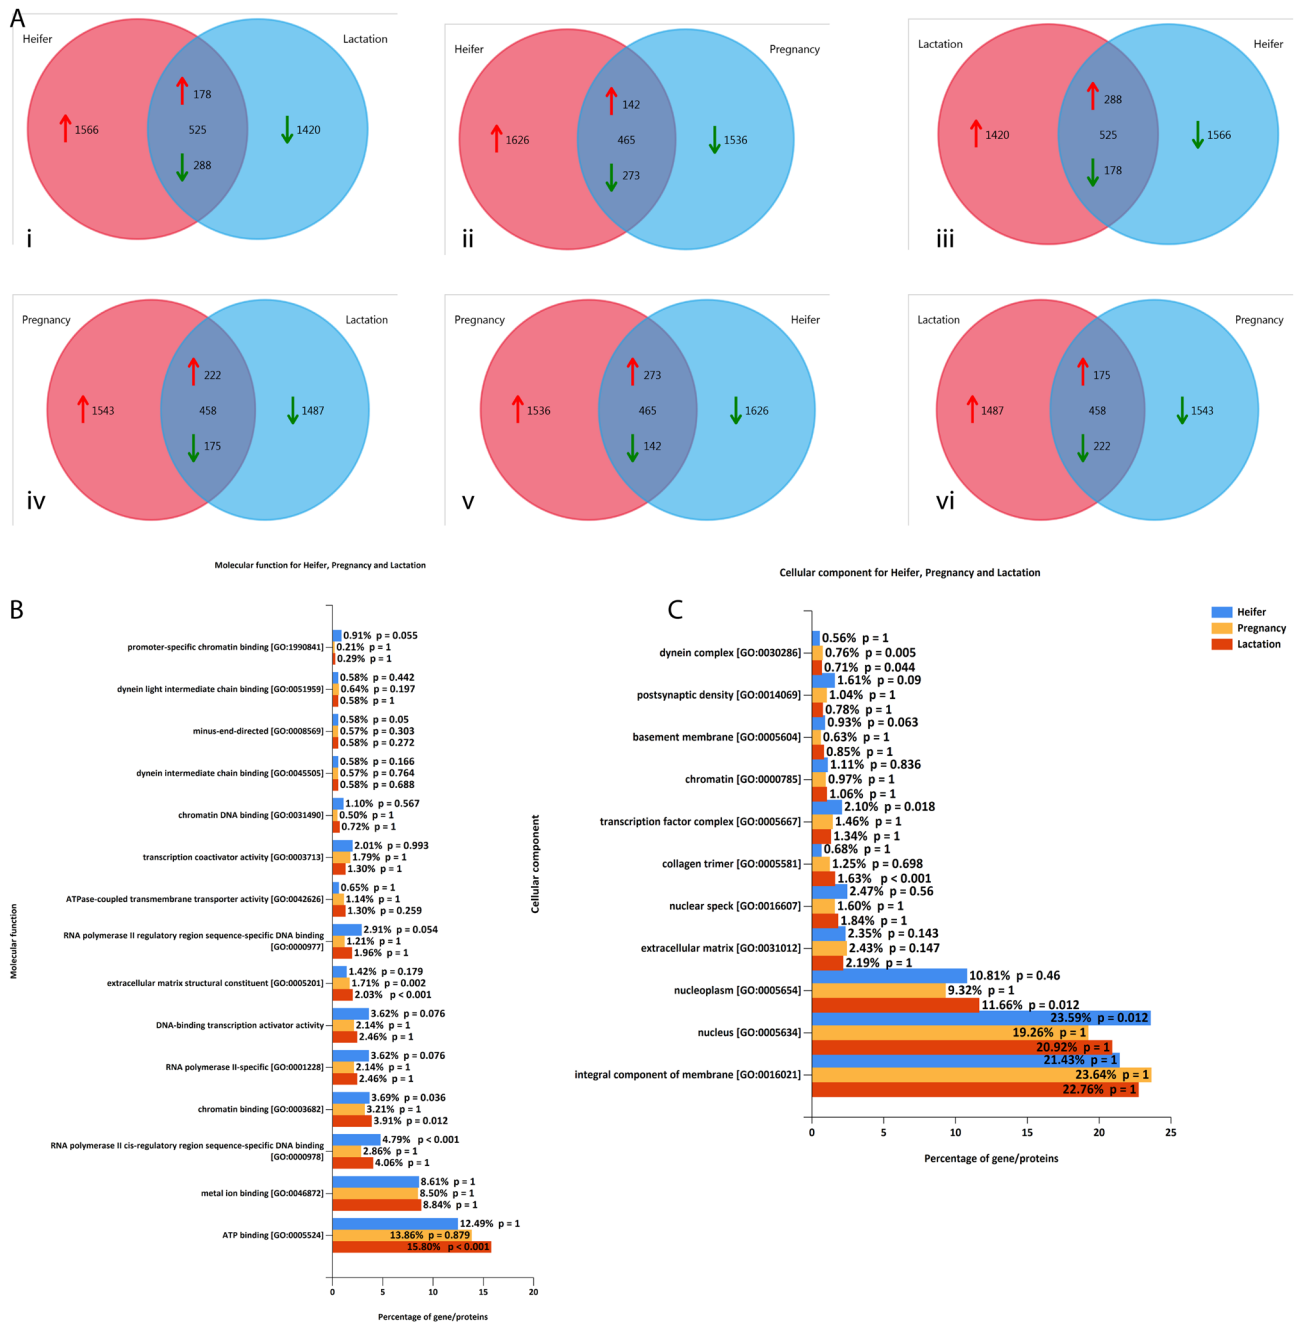 A
Heifer
Lactation
178
1566
525
1420
288
i
Heifer
Pregnancy
142
1626
465
1536
273
ii
Lactation
Heifer
288
1420
525
1566
178
iii
Pregnancy
Lactation
222
1543
458
1487
175
iv
Pregnancy
Heifer
273
1536
465
1626
142
v
Lactation
Pregnancy
175
1487
458
1543
222
vi
Molecular function for Heifer, Pregnancy and Lactation
B
Molecular function
promoter-specific chromatin binding [GO:1990841]
0.91% p = 0.055
0.21% p = 1
0.29% p = 1
dynein light intermediate chain binding [GO:0051959]
0.58% p = 0.442
0.64% p = 0.197
0.58% p = 1
minus-end-directed [GO:0008569]
0.58% p = 0.05
0.57% p = 0.303
0.58% p = 0.272
dynein intermediate chain binding [GO:0045505]
0.58% p = 0.166
0.57% p = 0.764
0.58% p = 0.688
chromatin DNA binding [GO:0031490]
1.10% p = 0.567
0.50% p = 1
0.72% p = 1
transcription coactivator activity [GO:0003713]
2.01% p = 0.993
1.79% p = 1
1.30% p = 1
ATPase-coupled transmembrane transporter activity [GO:0042626]
0.65% p = 1
1.14% p = 1
1.30% p = 0.259
RNA polymerase II regulatory region sequence-specific DNA binding
[GO:0000977]
2.91% p = 0.054
1.21% p = 1
1.96% p = 1
extracellular matrix structural constituent [GO:0005201]
1.42% p = 0.179
1.71% p = 0.002
2.03% p <0.001
DNA-binding transcription activator activity
3.62% p = 0.076
2.14% p = 1
2.46% p = 1
RNA polymerase II-specific [GO:0001228]
3.62% p = 0.076
2.14% p = 1
2.46% p = 1
chromatin binding [GO:0003682]
3.69% p = 0.036
3.21% p = 1
3.91% p = 0.012
RNA polymerase II cis-regulatory region sequence-specific DNA binding
[GO:0000978]
4.79% p <0.001
2.86% p = 1
4.06% p = 1
metal ion binding [GO:0046872]
8.61% p = 1
8.50% p = 1
8.84% p = 1
ATP binding [GO:0005524]
12.49% p = 1
13.86% p = 0.879
15.80% p <0.001
0 5 10 15 20
Percentage of gene/proteins
Cellular component for Heifer, Pregnancy and Lactation
C
Heifer
Pregnancy
Lactation
Cellular component
dynein complex [GO:0030286]
0.56% p = 1
0.76% p = 0.005
0.71% p = 0.044
postsynaptic density [GO:0014069]
1.61% p = 0.09
1.04% p = 1
0.78% p = 1
basement membrane [GO:0005604]
0.93% p = 0.063
0.63% p = 1
0.85% p = 1
chromatin [GO:0000785]
1.11% p = 0.836
0.97% p = 1
1.06% p = 1
transcription factor complex [GO:0005667]
2.10% p = 0.018
1.46% p = 1
1.34% p = 1
collagen trimer [GO:0005581]
0.68% p = 1
1.25% p = 0.698
1.63% p <0.001
nuclear speck [GO:0016607]
2.47% p = 0.56
1.60% p = 1
1.84% p = 1
extracellular matrix [GO:0031012]
2.35% p = 0.143
2.43% p = 0.147
2.19% p = 1
nucleoplasm [GO:0005654]
10.81% p = 0.46
9.32% p = 1
11.66% p = 0.012
nucleus [GO:0005634]
23.59% p = 0.012
19.26% p = 1
20.92% p = 1
integral component of membrane [GO:0016021]
21.43% p = 1
23.64% p = 1
22.76% p = 1
0 5 10 15 20 25
Percentage of gene/proteins